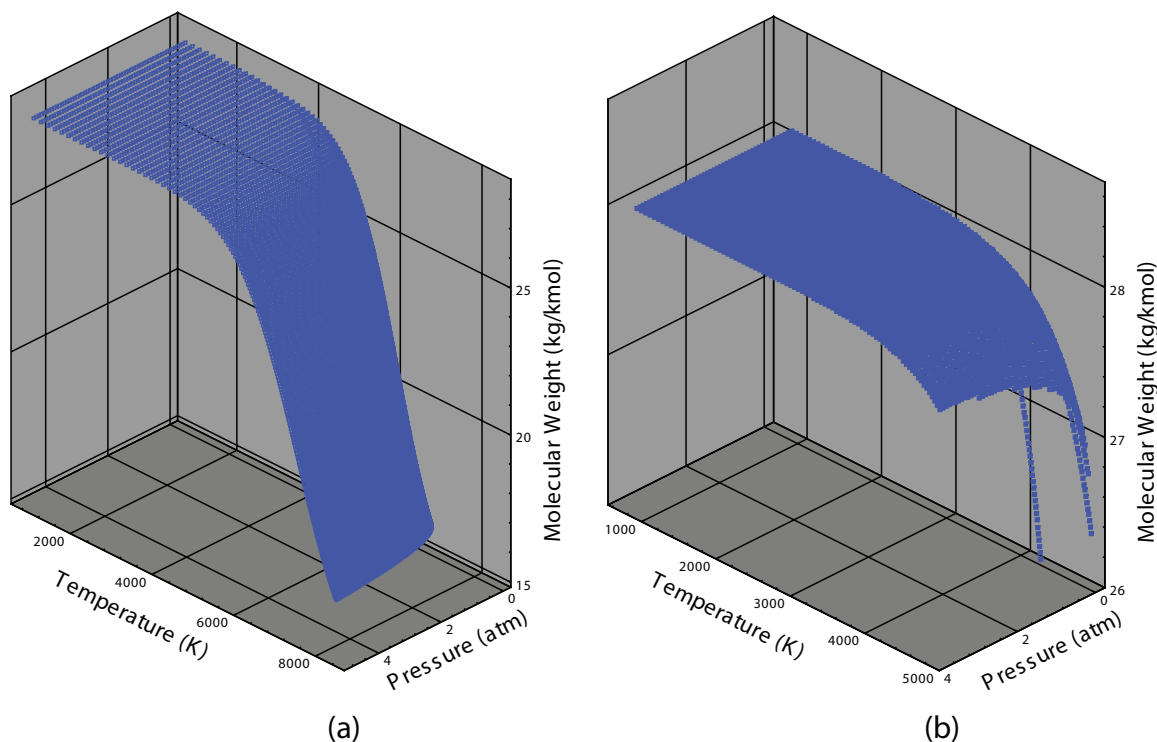 25
20
15
Molecular Weight (kg/kmol)
2000
4000
6000
8000
Temperature (K)
0
2
4
Pressure (atm)
(a)
28
27
26
Molecular Weight (kg/kmol)
1000
2000
3000
4000
5000
Temperature (K)
0
2
4
Pressure (atm)
(b)